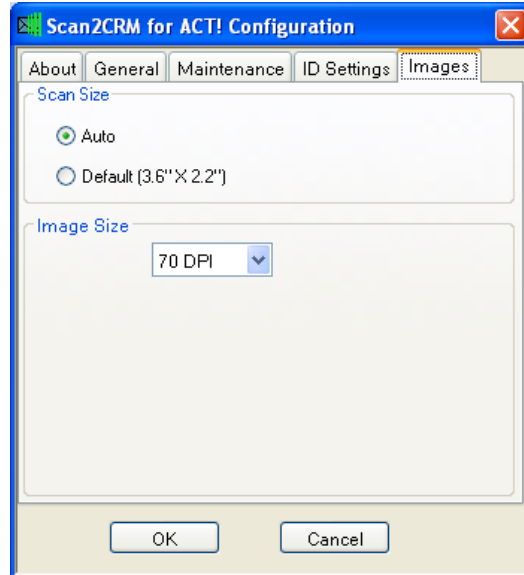 Scan2CRM for ACT! Configuration
About General Maintenance ID Settings Images
Scan Size
Auto
Default (3.6" X 2.2")
Image Size
70 DPI
OK Cancel